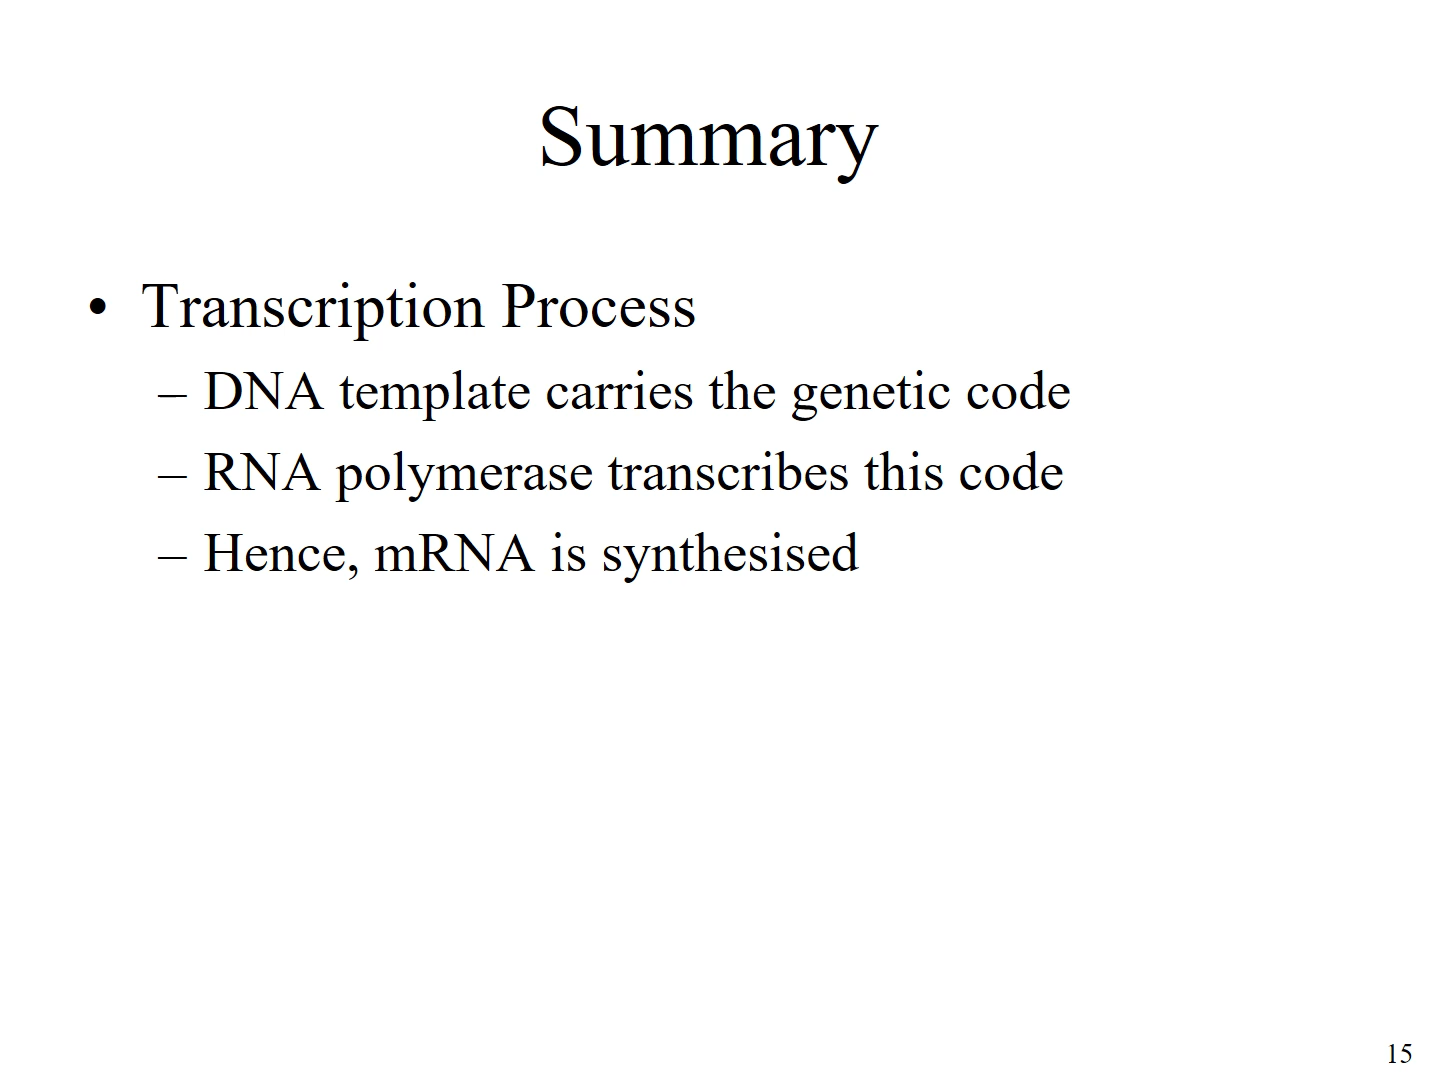 Summary
• Transcription Process
– DNA template carries the genetic code
– RNA polymerase transcribes this code
– Hence, mRNA is synthesised
15